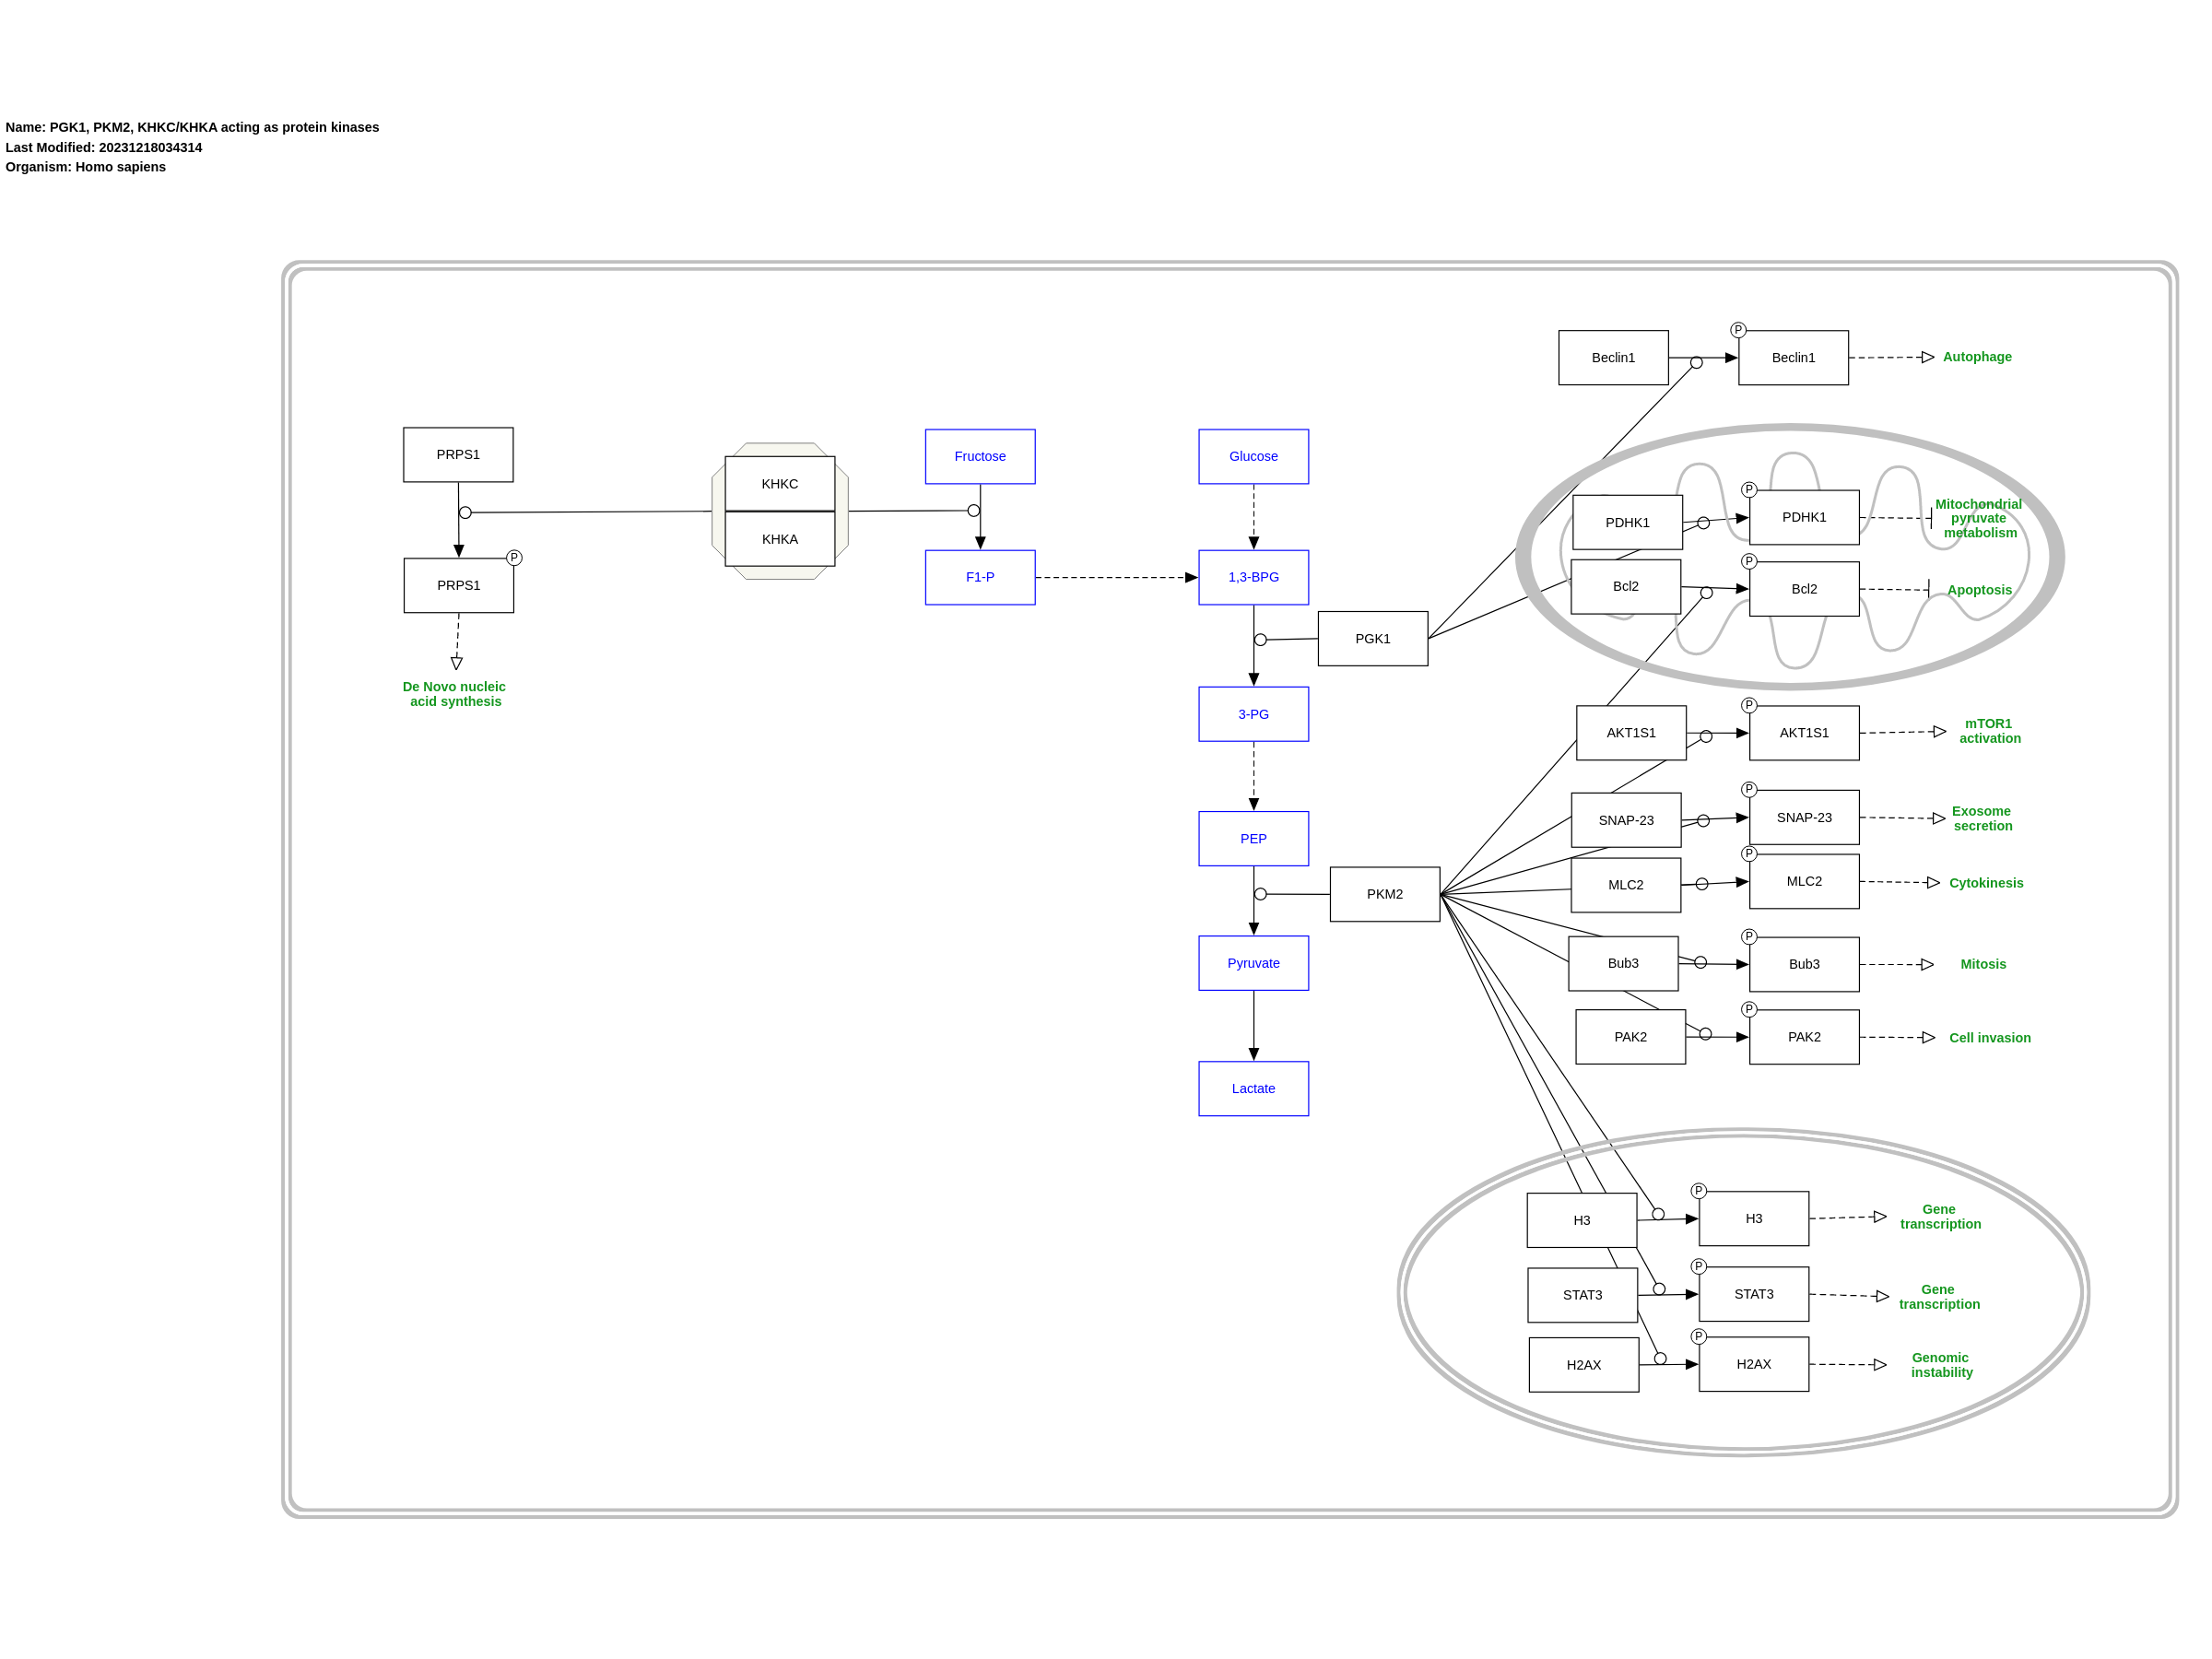 Name: PGK1, PKM2, KHKC/KHKA acting as protein kinases
Last Modified: 20231218034314
Organism: Homo sapiens
PRPS1
P
PRPS1
De Novo nucleic
acid synthesis
KHKC
KHKA
Fructose
F1-P
Glucose
1,3-BPG
PGK1
3-PG
PEP
PKM2
Pyruvate
Lactate
Beclin1
P
Beclin1
Autophage
PDHK1
P
PDHK1
Mitochondrial
pyruvate
metabolism
Bcl2
P
Bcl2
Apoptosis
AKT1S1
P
AKT1S1
mTOR1
activation
SNAP-23
P
SNAP-23
Exosome
secretion
MLC2
P
MLC2
Cytokinesis
Bub3
P
Bub3
Mitosis
PAK2
P
PAK2
Cell invasion
H3
P
H3
Gene
transcription
STAT3
P
STAT3
Gene
transcription
H2AX
P
H2AX
Genomic
instability